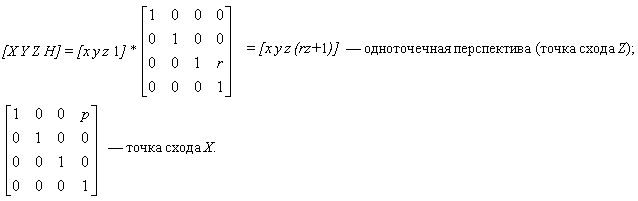 [X Y Z H] = [x y z 1] * [1 0 0 0
0 1 0 0
0 0 1 r
0 0 0 1] = [x y z (rz+1)] — одноточечная перспектива (точка схода Z);
[1 0 0 p
0 1 0 0
0 0 1 0
0 0 0 1] — точка схода X.